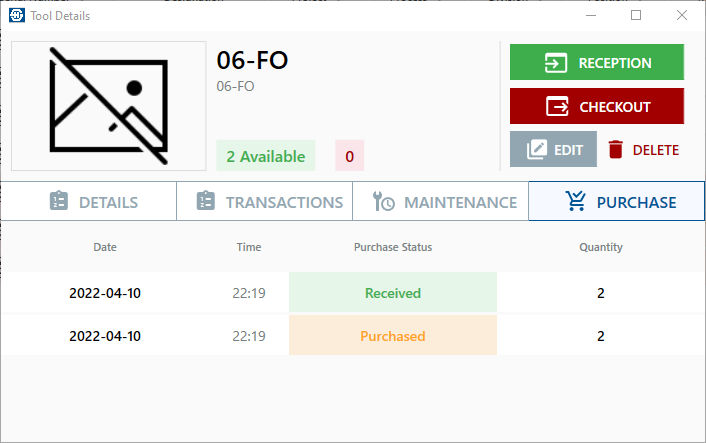 Tool Details
06-FO
06-FO
2 Available
0
RECEPTION
CHECKOUT
EDIT
DELETE
DETAILS
TRANSACTIONS
MAINTENANCE
PURCHASE
Date Time Purchase Status Quantity
2022-04-10 22:19 Received 2
2022-04-10 22:19 Purchased 2